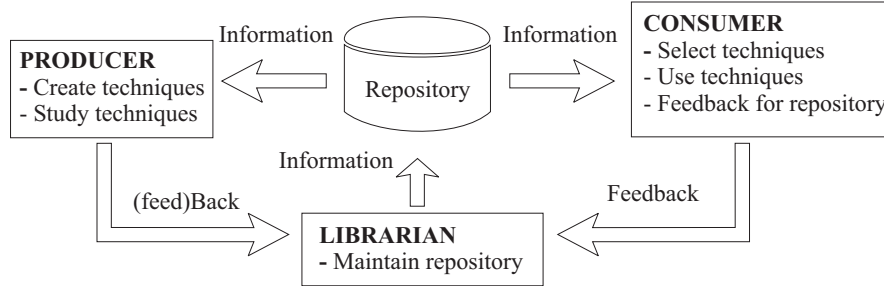 Information
Information
PRODUCER
- Create techniques
- Study techniques
Repository
CONSUMER
- Select techniques
- Use techniques
- Feedback for repository
Information
(feed)Back
Feedback
LIBRARIAN
- Maintain repository